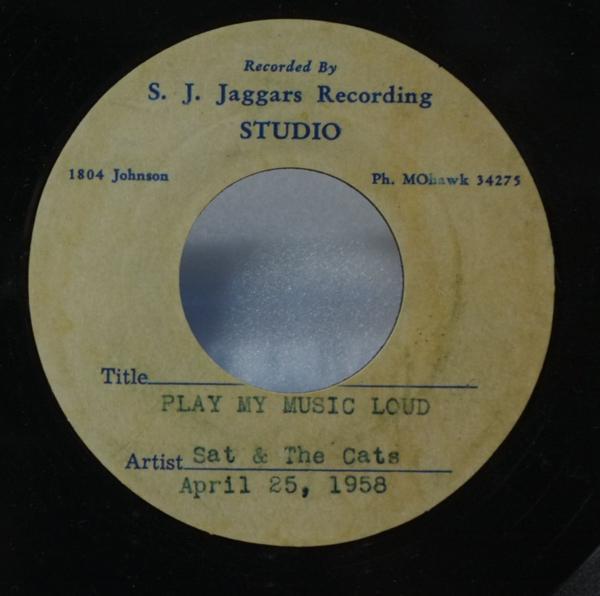 Recorded By
S. J. Jaggars Recording
STUDIO
1804 Johnson Ph. MOhawk 34275
Title
PLAY MY MUSIC LOUD
Artist Sat & The Cats
April 25, 1958